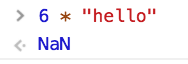 > 6 * "hello"
< NaN